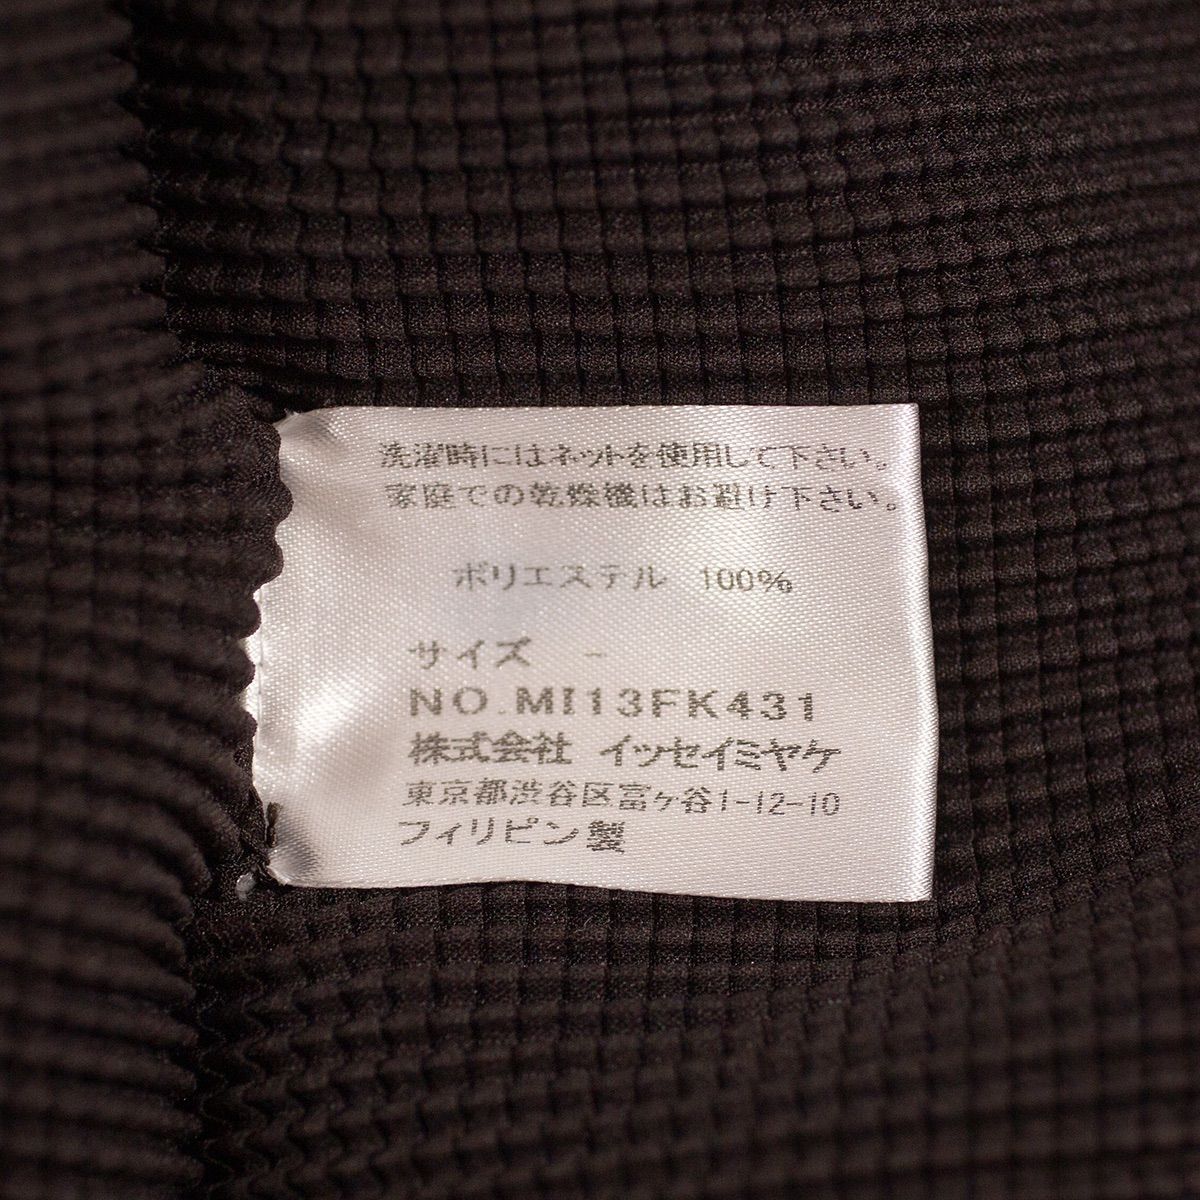 洗濯時にはネットを使用して下さい。
家庭での乾燥機はお避け下さい。
ポリエステル 100%
サイズ -
NO.MI13FK431
株式会社 イッセイミヤケ
東京都渋谷区富ヶ谷1-12-10
フィリピン製